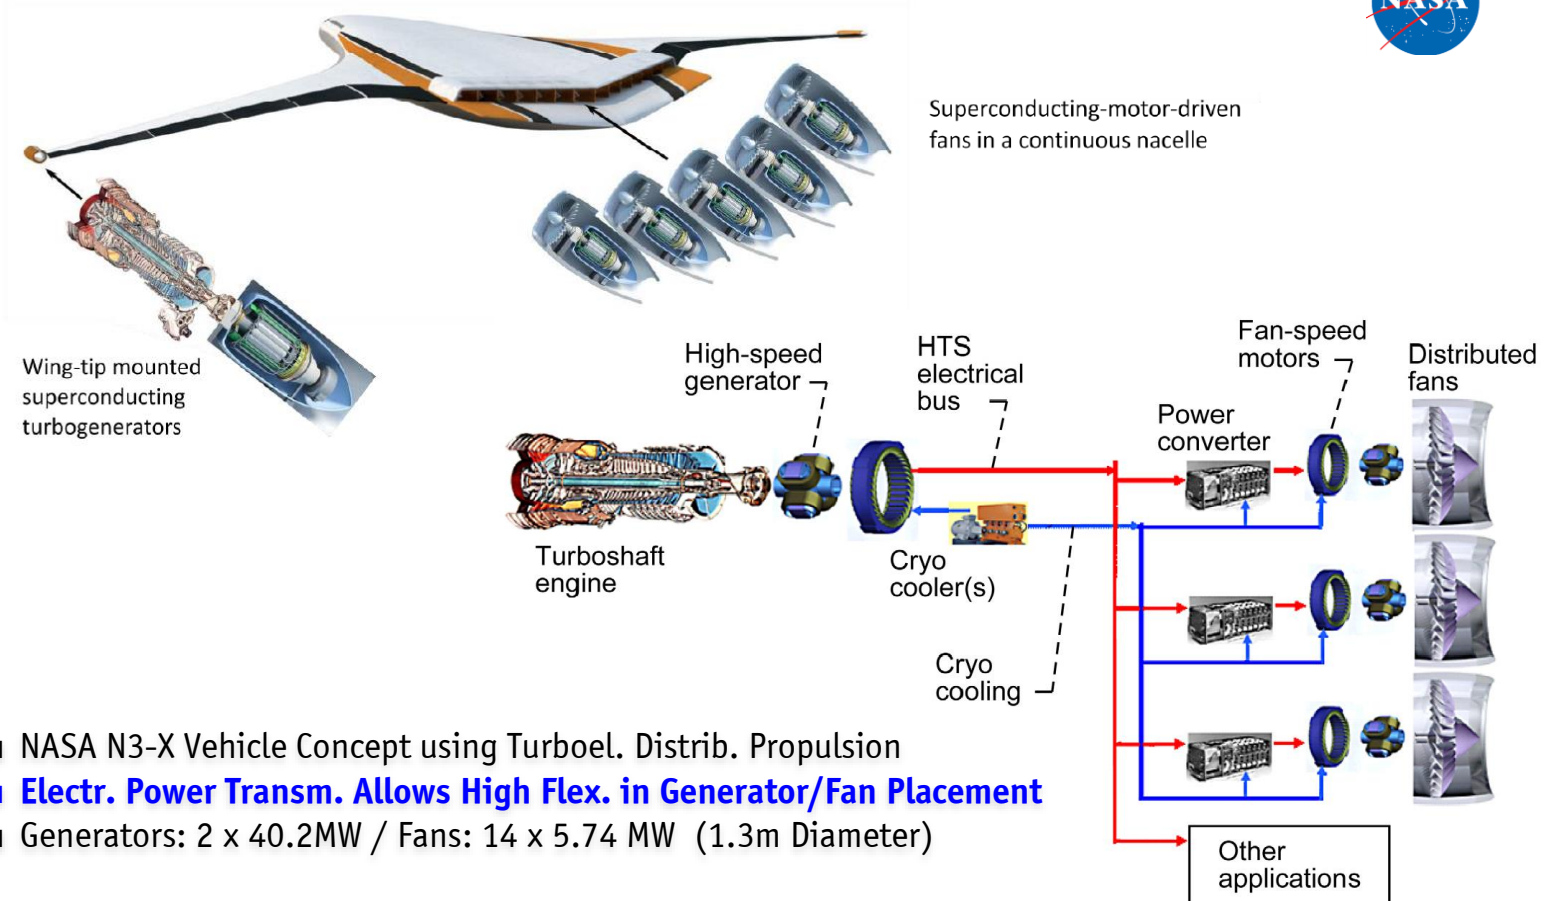 NASA
Superconducting-motor-driven
fans in a continuous nacelle
Wing-tip mounted
superconducting
turbogenerators
High-speed
generator
HTS
electrical
bus
Fan-speed
motors
Distributed
fans
Power
converter
Turboshaft
engine
Cryo
cooler(s)
Cryo
cooling
Other
applications
NASA N3-X Vehicle Concept using Turboel. Distrib. Propulsion
Electr. Power Transm. Allows High Flex. in Generator/Fan Placement
Generators: 2 x 40.2MW / Fans: 14 x 5.74 MW (1.3m Diameter)